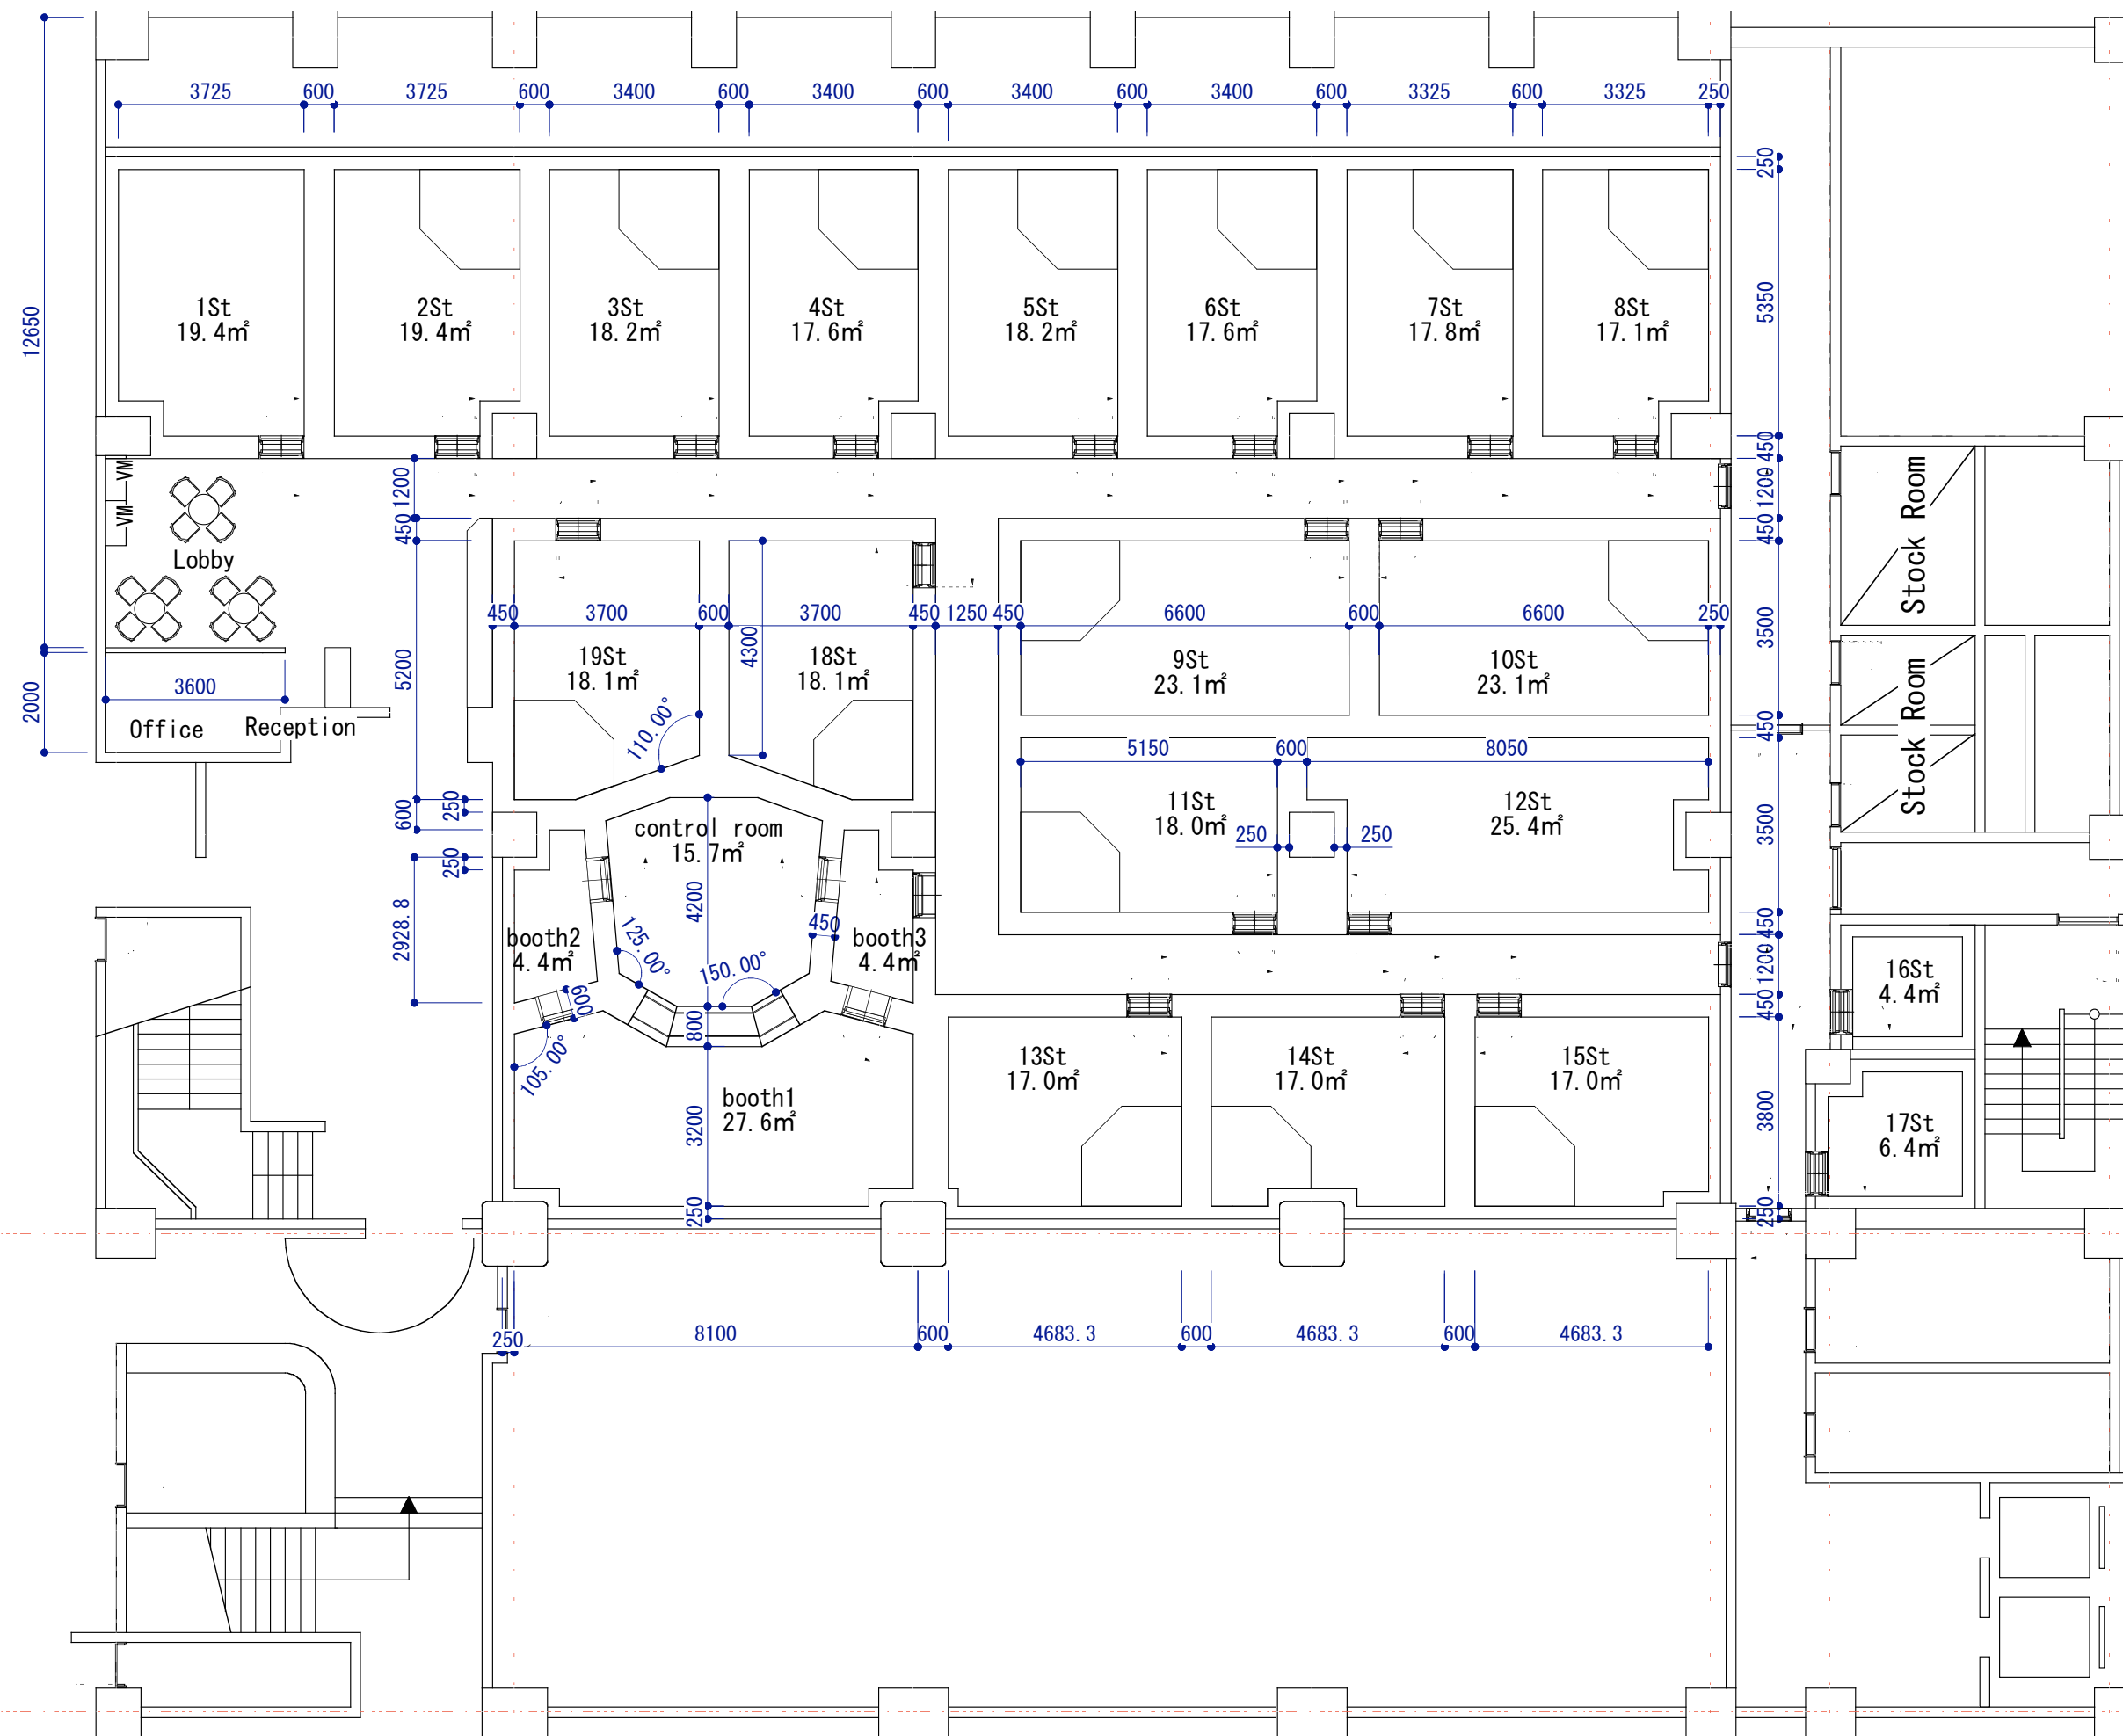 3725 600 3725 600 3400 600 3400 600 3400 600 3400 600 3325 600 3325 250
12650
250
5350
1St
19.4㎡
2St
19.4㎡
3St
18.2㎡
4St
17.6㎡
5St
18.2㎡
6St
17.6㎡
7St
17.8㎡
8St
17.1㎡
450
1200
450
VM
VM
Lobby
1200
450
Stock Room
450 3700 600 3700 450 1250 450 6600 600 6600 250
3500
5200
4300
19St
18.1㎡
18St
18.1㎡
9St
23.1㎡
10St
23.1㎡
110.00°
2000
3600
Office
Reception
Stock Room
450
5150 600 8050
600
250
250
control room
15.7㎡
11St
18.0㎡
250
250
12St
25.4㎡
3500
2928.8
4200
125.00°
450
150.00°
booth2
4.4㎡
booth3
4.4㎡
600
800
105.00°
450
1200
450
16St
4.4㎡
13St
17.0㎡
14St
17.0㎡
15St
17.0㎡
booth1
27.6㎡
3200
3800
17St
6.4㎡
250
250
250 8100 600 4683.3 600 4683.3 600 4683.3